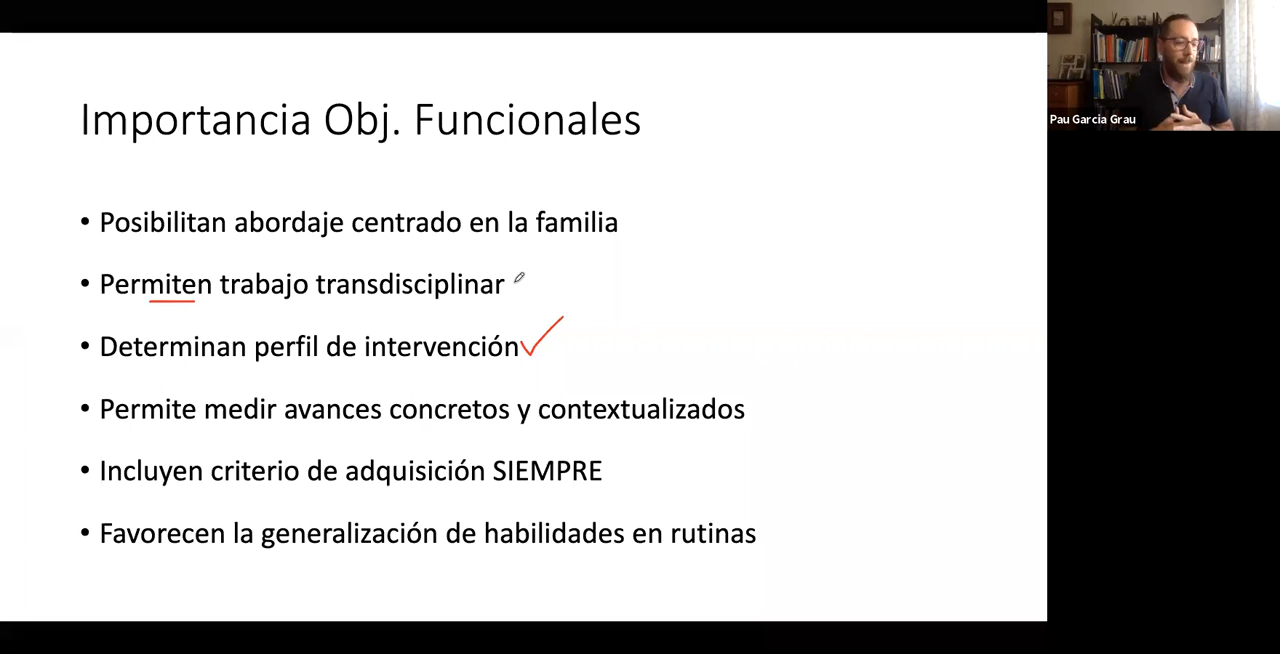 Importancia Obj. Funcionales
• Posibilitan abordaje centrado en la familia
• Permiten trabajo transdisciplinar
• Determinan perfil de intervención
• Permite medir avances concretos y contextualizados
• Incluyen criterio de adquisición SIEMPRE
• Favorecen la generalización de habilidades en rutinas
Pau García Grau